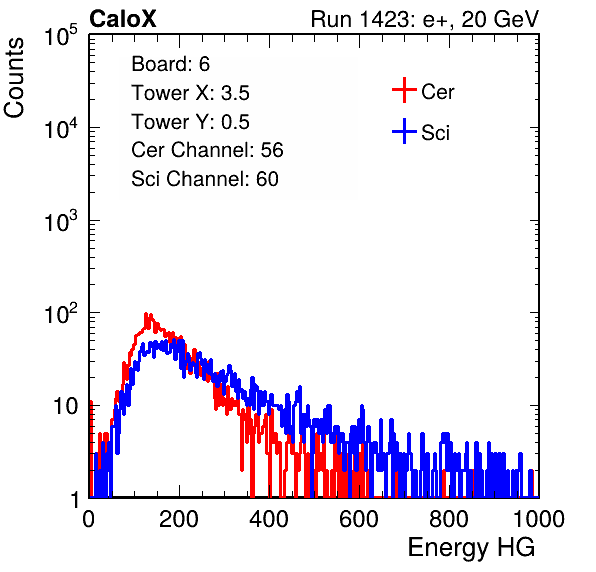 CaloX Run 1423: e+, 20 GeV
Counts
Board: 6
Tower X: 3.5
Tower Y: 0.5
Cer Channel: 56
Sci Channel: 60
Cer
Sci
10^5
10^4
10^3
10^2
10
1
0 200 400 600 800 1000
Energy HG